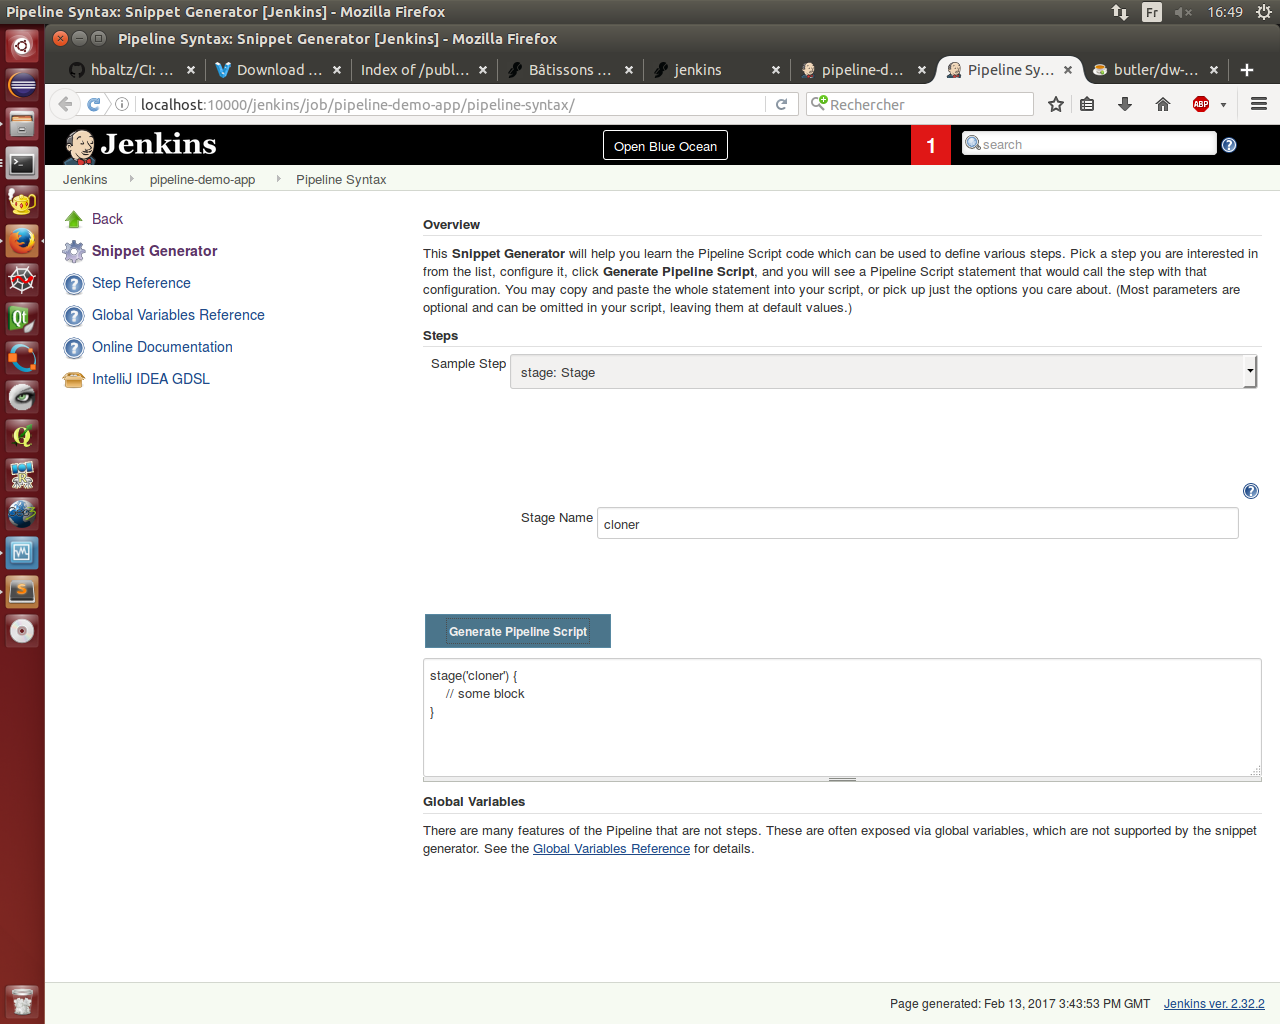 Pipeline Syntax: Snippet Generator [Jenkins] - Mozilla Firefox
Fr
16:49
Pipeline Syntax: Snippet Generator [Jenkins] - Mozilla Firefox
hbaltz/CI: ...
Download ...
Index of /publ...
Bâtissons ...
jenkins
pipeline-d...
Pipeline Sy...
butler/dw-...
localhost:10000/jenkins/job/pipeline-demo-app/pipeline-syntax/
Rechercher
ABP
Jenkins
Open Blue Ocean
1
search
Jenkins
pipeline-demo-app
Pipeline Syntax
Back
Snippet Generator
Step Reference
Global Variables Reference
Online Documentation
IntelliJ IDEA GDSL
Overview
This Snippet Generator will help you learn the Pipeline Script code which can be used to define various steps. Pick a step you are interested in
from the list, configure it, click Generate Pipeline Script, and you will see a Pipeline Script statement that would call the step with that
configuration. You may copy and paste the whole statement into your script, or pick up just the options you care about. (Most parameters are
optional and can be omitted in your script, leaving them at default values.)
Steps
Sample Step
stage: Stage
Stage Name
cloner
Generate Pipeline Script
stage('cloner') {
// some block
}
Global Variables
There are many features of the Pipeline that are not steps. These are often exposed via global variables, which are not supported by the snippet
generator. See the Global Variables Reference for details.
Page generated: Feb 13, 2017 3:43:53 PM GMT
Jenkins ver. 2.32.2